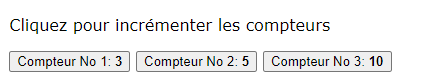 Cliquez pour incrémenter les compteurs
Compteur No 1: 3 Compteur No 2: 5 Compteur No 3: 10